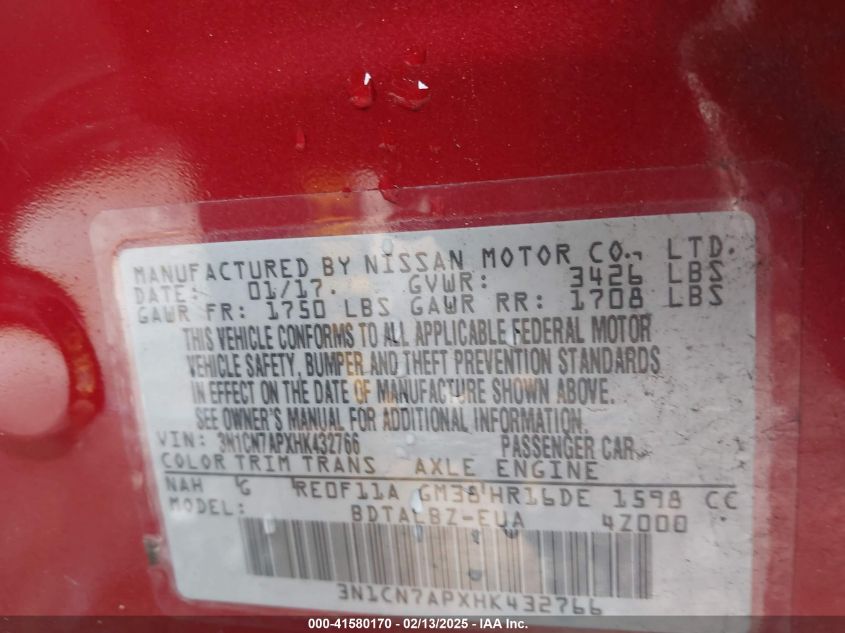 MANUFACTURED BY NISSAN MOTOR CO., LTD.
DATE: 01/17. GVWR: 3426 LBS
GAWR FR: 1750 LBS GAWR RR: 1708 LBS
THIS VEHICLE CONFORMS TO ALL APPLICABLE FEDERAL MOTOR
VEHICLE SAFETY, BUMPER AND THEFT PREVENTION STANDARDS
IN EFFECT ON THE DATE OF MANUFACTURE SHOWN ABOVE.
SEE OWNER'S MANUAL FOR ADDITIONAL INFORMATION.
VIN: 3N1CN7APXHK432766 PASSENGER CAR
COLOR TRIM TRANS AXLE ENGINE
NAH G RE0F11A GM38 HR16DE 1598 CC
MODEL: BDTALBZ-EUA 4Z000
3N1CN7APXHK432766
000-41580170 - 02/13/2025 - IAA Inc.